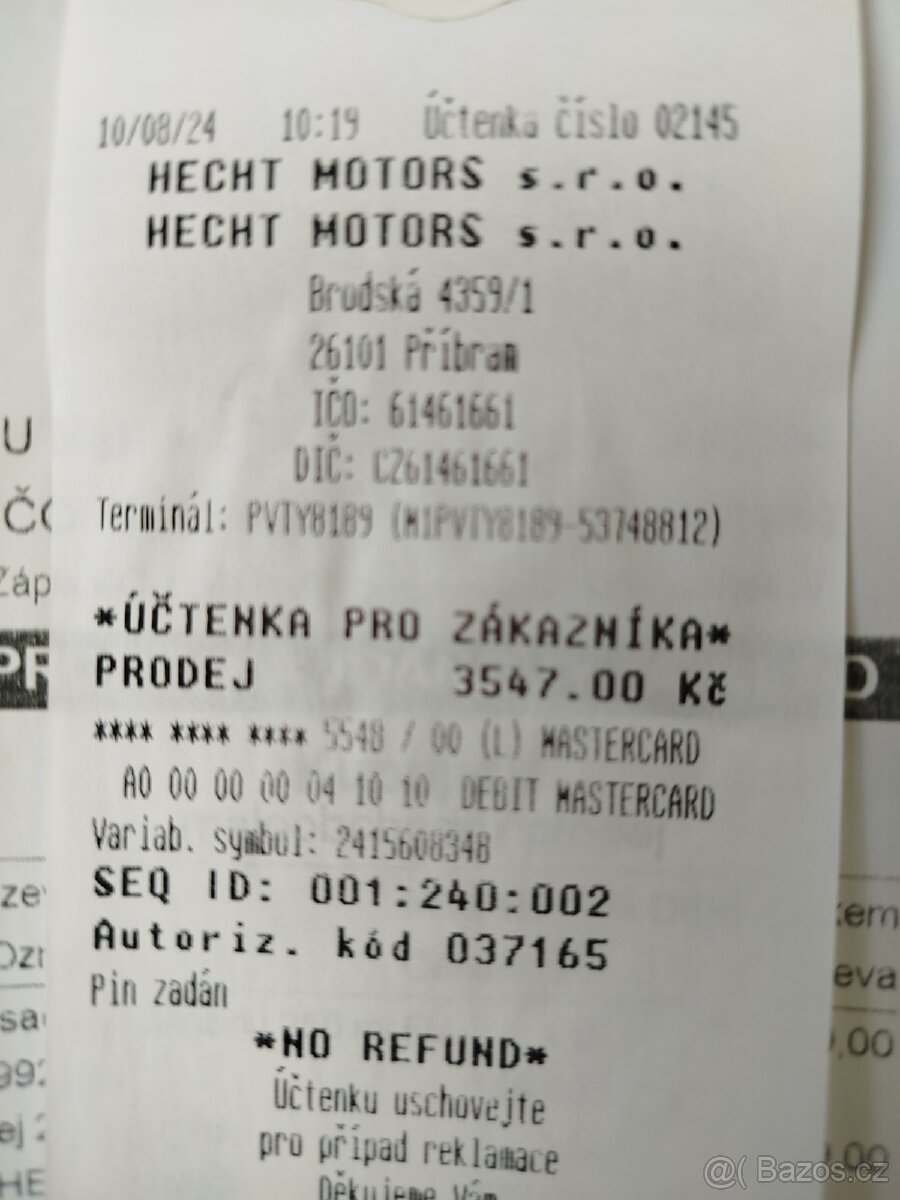 10/08/24 10:19 Účtenka číslo 02145
HECHT MOTORS s.r.o.
HECHT MOTORS s.r.o.
Brodská 4359/1
26101 Příbram
IČO: 61461661
DIČ: CZ61461661
Terminál: PVTY8189 (M1PVTY8189-53748812)
*ÚČTENKA PRO ZÁKAZNÍKA*
PRODEJ 3547.00 Kč
**** **** **** 5548 / 00 (L) MASTERCARD
A0 00 00 00 04 10 10 DEBIT MASTERCARD
Variab. symbol: 2415608348
SEQ ID: 001:240:002
Autoriz. kód 037165
Pin zadán
*NO REFUND*
Účtenku uschovejte
pro případ reklamace
Děkujeme Vám
@( Bazos.cz